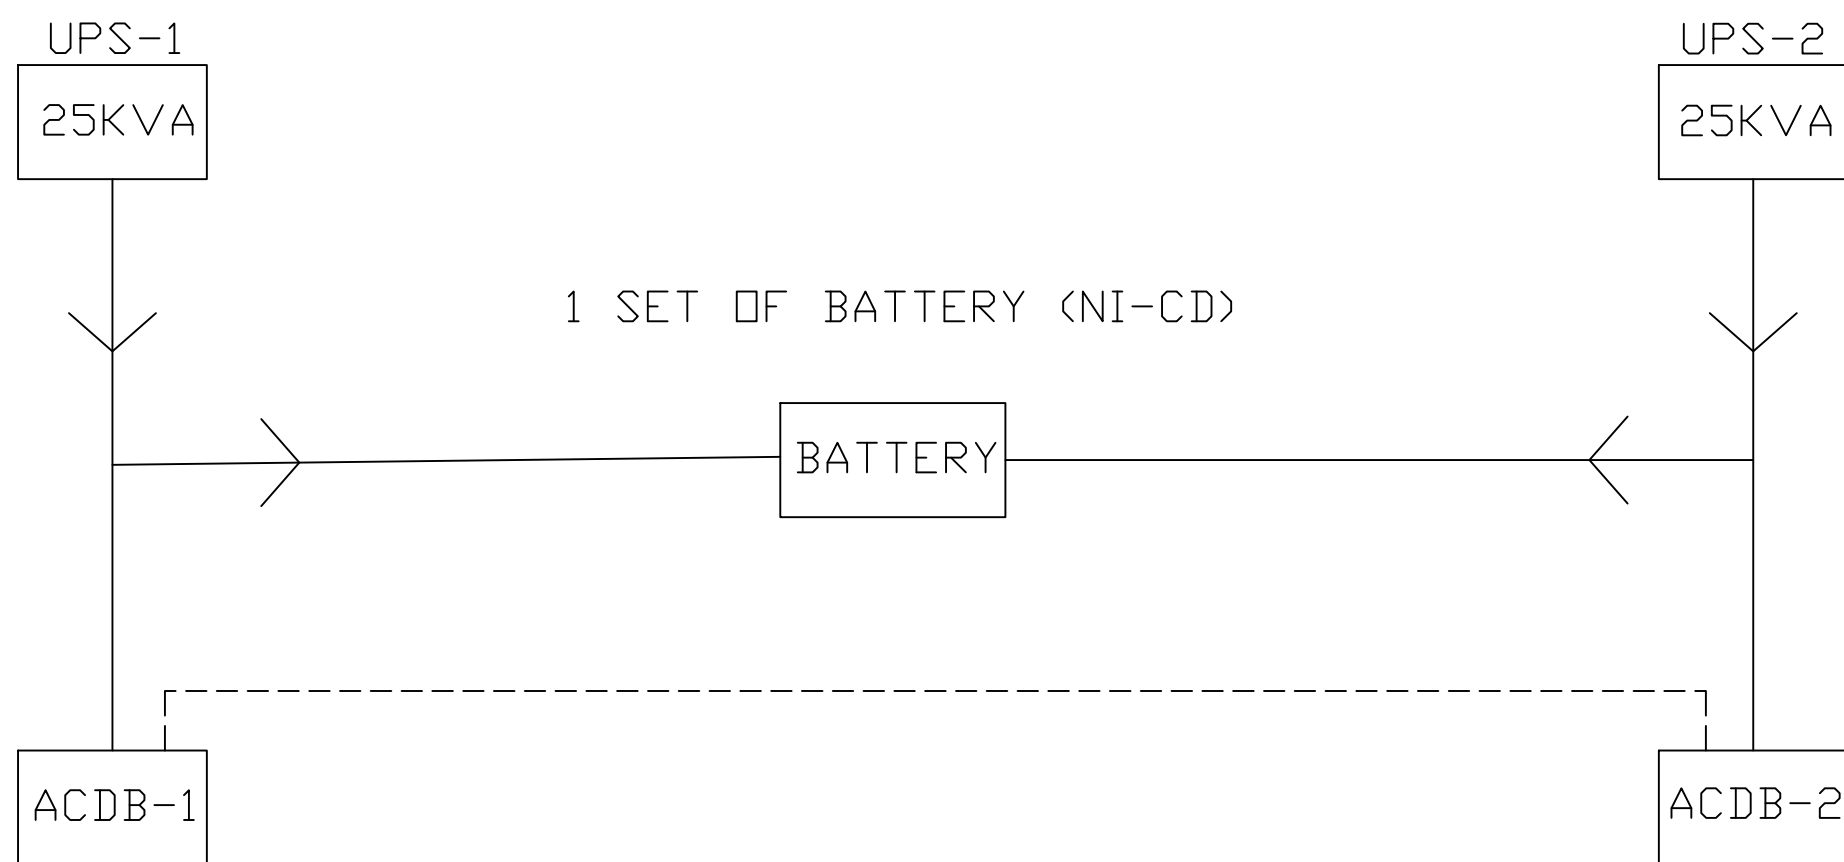 UPS-1
UPS-2
25KVA
25KVA
1 SET OF BATTERY (NI-CD)
BATTERY
ACDB-1
ACDB-2